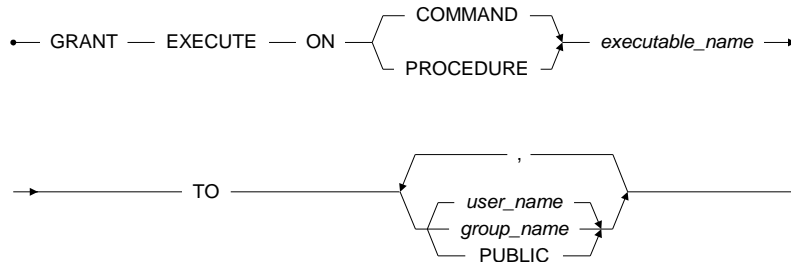 COMMAND
GRANT EXECUTE ON executable_name
PROCEDURE
,
TO user_name
group_name
PUBLIC